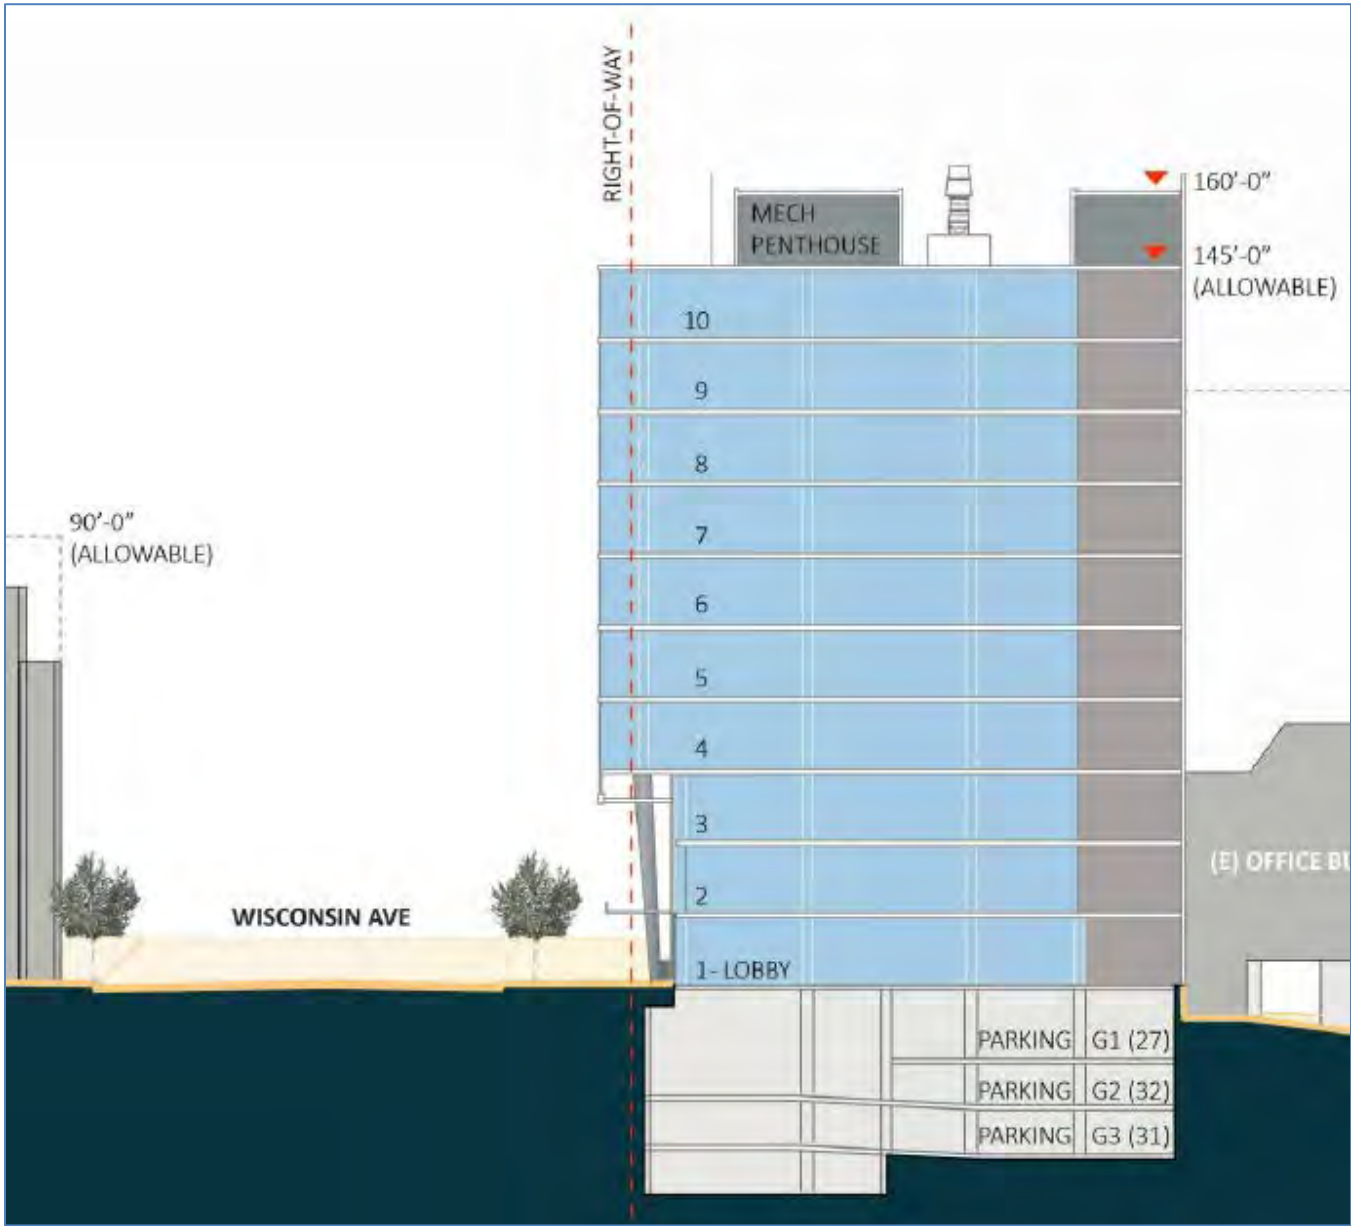 RIGHT-OF-WAY
160'-0"
MECH
PENTHOUSE
145'-0"
(ALLOWABLE)
10
9
8
90'-0"
(ALLOWABLE)
7
6
5
4
3
(E) OFFICE BU
2
WISCONSIN AVE
1- LOBBY
PARKING G1 (27)
PARKING G2 (32)
PARKING G3 (31)